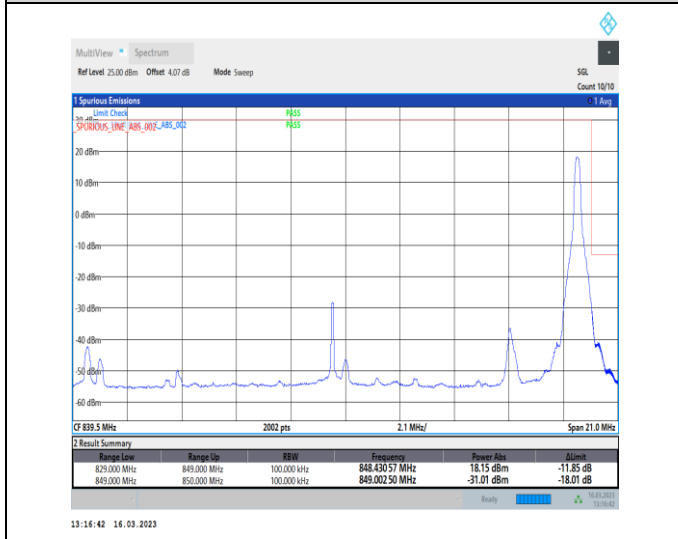 MultiView Spectrum
Ref Level 25.00 dBm Offset 4.07 dB Mode Sweep SGL
Count 10/10
1 Spurious Emissions 1 Avg
Limit Check PASS
PASS
20 dBm
10 dBm
0 dBm
-10 dBm
-20 dBm
-30 dBm
-40 dBm
-50 dBm
-60 dBm
CF 839.5 MHz 2002 pts 2.1 MHz/ Span 21.0 MHz
2 Result Summary
Range Low Range Up RBW Frequency Power Abs ΔLimit
829.000 MHz 849.000 MHz 100.000 kHz 848.43057 MHz 18.15 dBm -11.85 dB
849.000 MHz 850.000 MHz 100.000 kHz 849.00250 MHz -31.01 dBm -18.01 dB
Ready 16.03.2023
13:16:42
13:16:42 16.03.2023